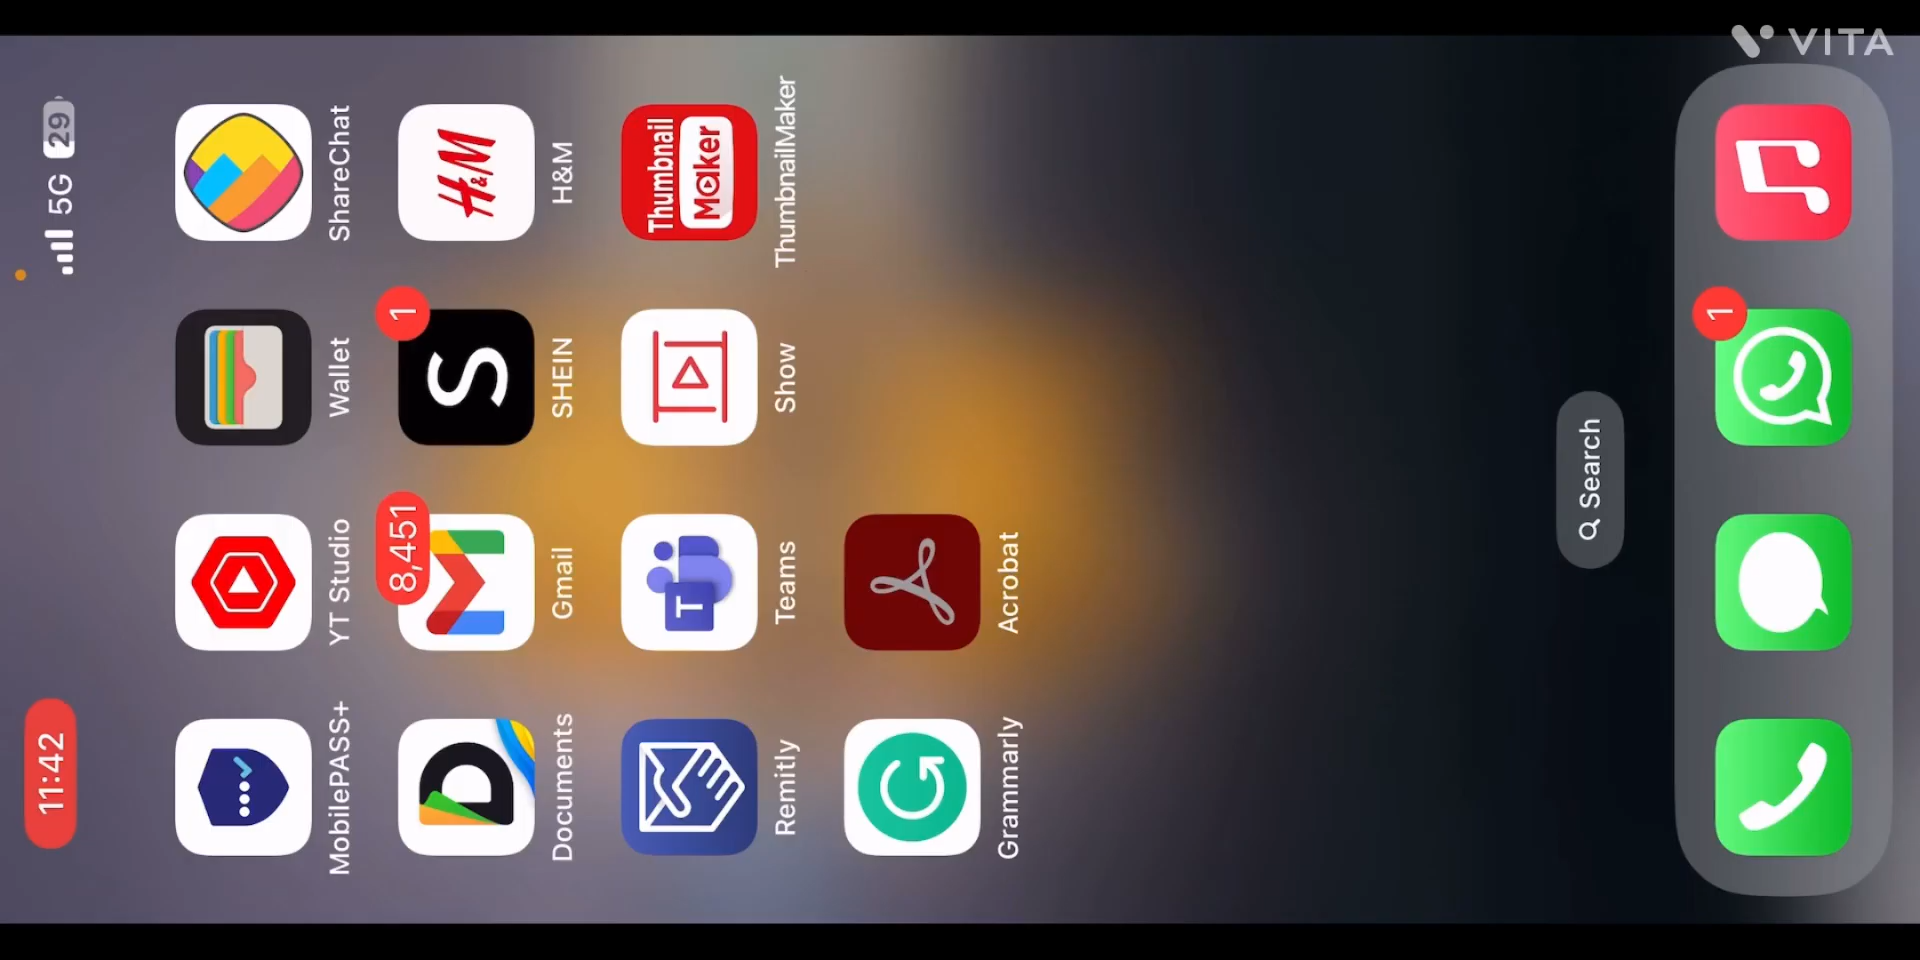 VITA
11:42
5G 29
MobilePASS+
YT Studio
Wallet
ShareChat
8,451
1
Documents
Gmail
S
SHEIN
H&M
H&M
T
Thumbnail
Maker
Remitly
Teams
Show
ThumbnailMaker
Grammarly
Acrobat
Search
1